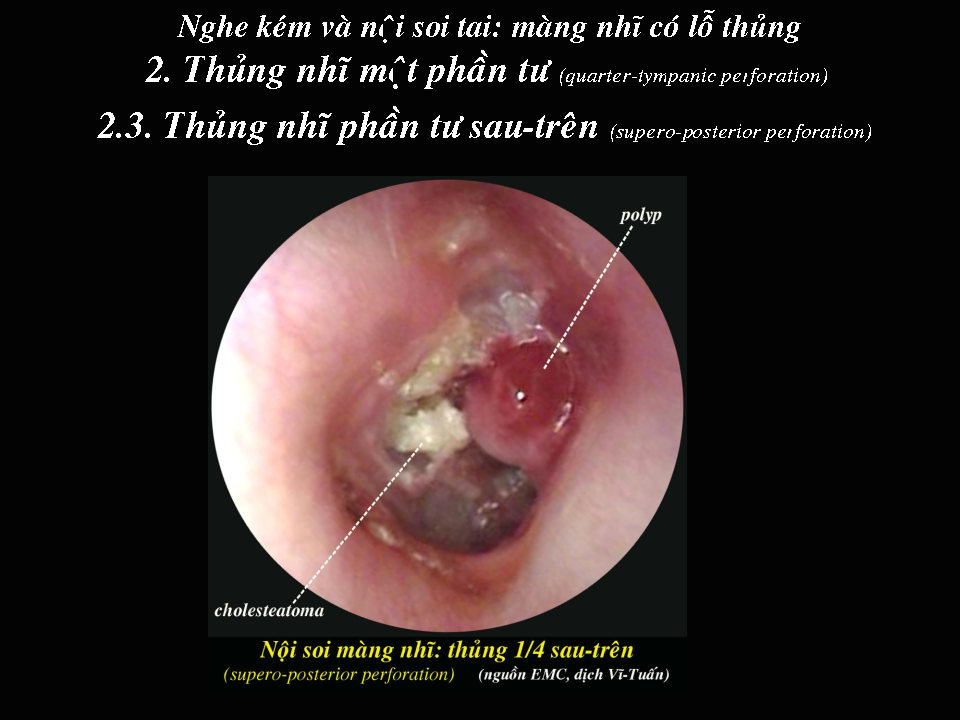 Nghe kém và nội soi tai: màng nhĩ có lỗ thủng
2. Thủng nhĩ một phần tư (quarter-tympanic perforation)
2.3. Thủng nhĩ phần tư sau-trên (supero-posterior perforation)
polyp
cholesteatoma
Nội soi màng nhĩ: thủng 1/4 sau-trên
(supero-posterior perforation) (nguồn EMC, dịch Vĩ-Tuấn)